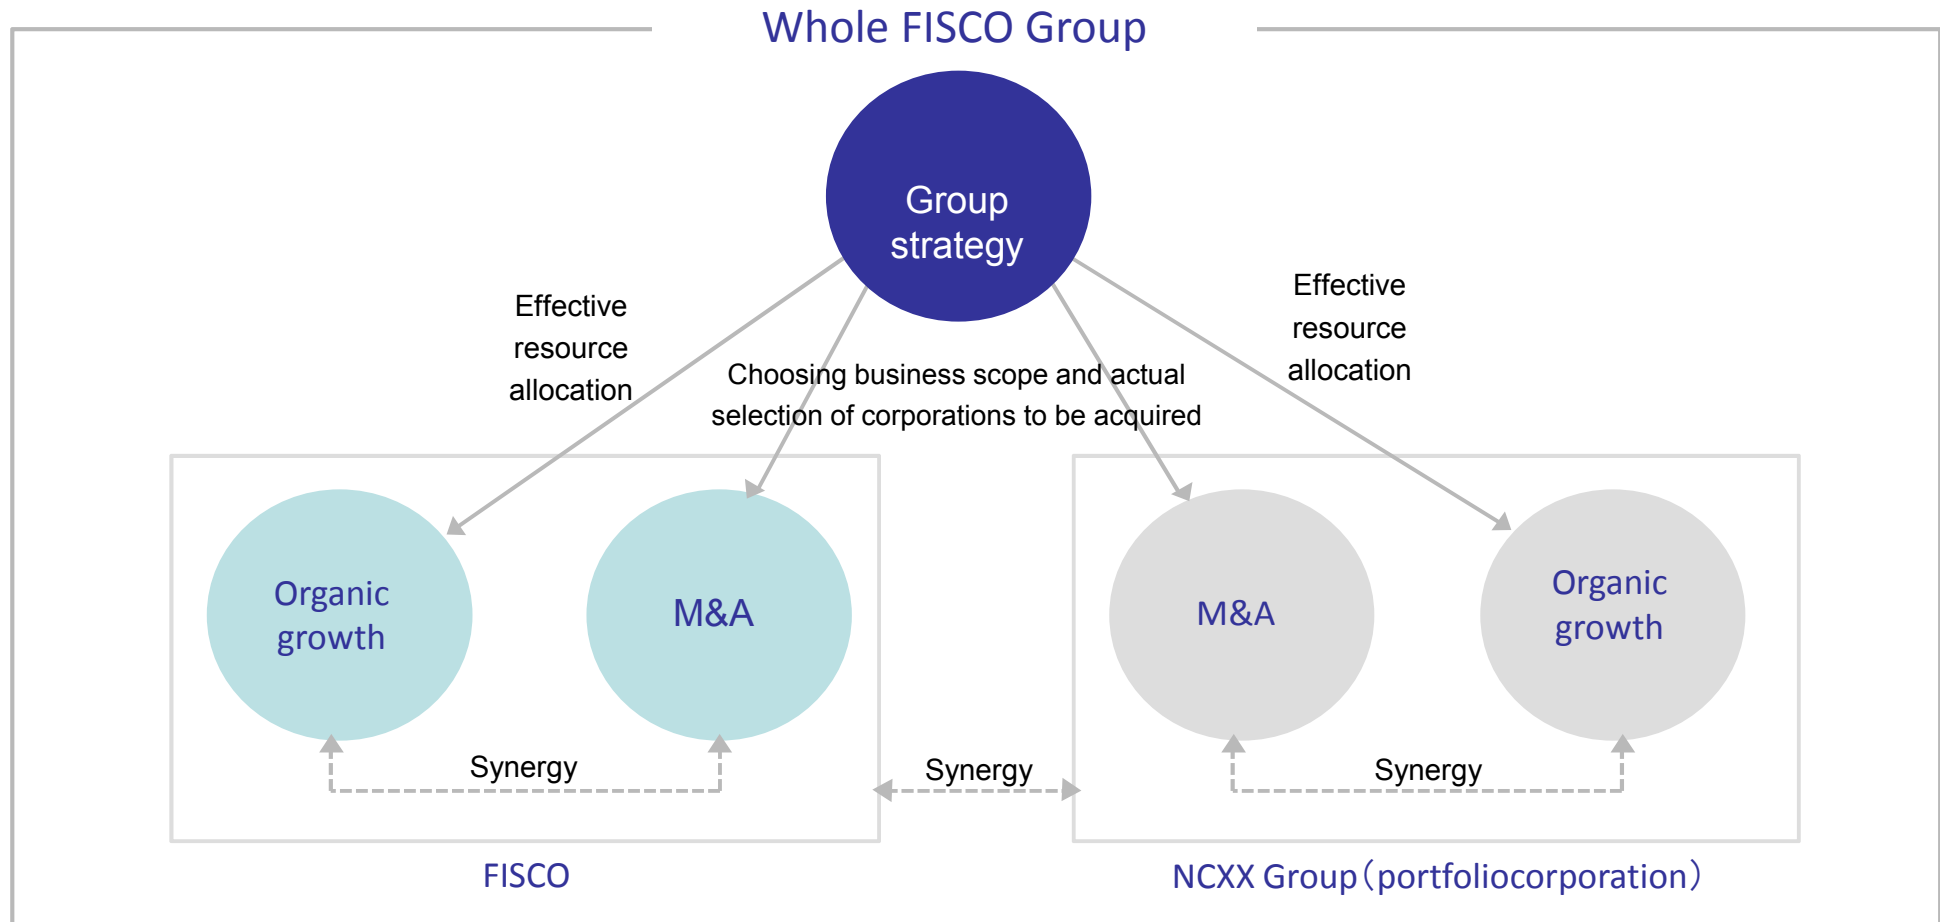 Whole FISCO Group
Group
strategy
Effective
resource
allocation
Effective
resource
allocation
Choosing business scope and actual
selection of corporations to be acquired
Organic
growth
M&A
M&A
Organic
growth
Synergy
Synergy
Synergy
FISCO
NCXX Group（portfoliocorporation）